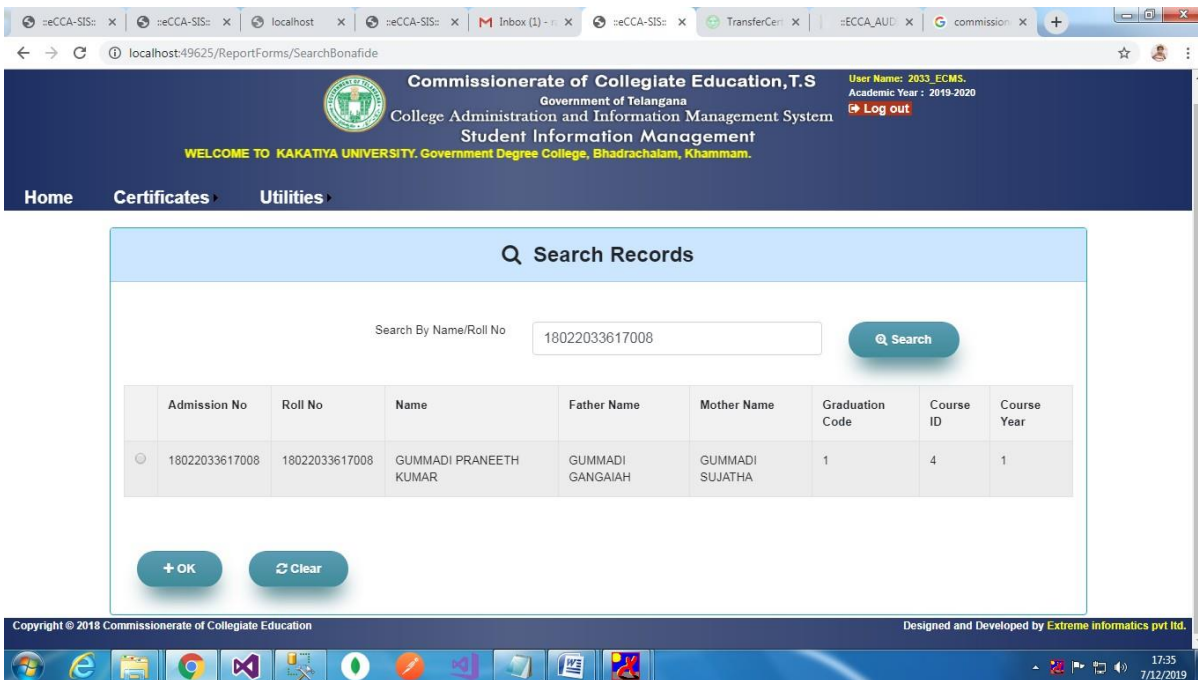 ::eCCA-SIS:: ::eCCA-SIS:: localhost ::eCCA-SIS:: Inbox (1) - ::eCCA-SIS:: TransferCert ::ECCA_AUD commission
localhost:49625/ReportForms/SearchBonafide
Commissionerate of Collegiate Education,T.S
Government of Telangana
College Administration and Information Management System
Student Information Management
WELCOME TO KAKATIYA UNIVERSITY. Government Degree College, Bhadrachalam, Khammam.
User Name: 2033_ECMS.
Academic Year : 2019-2020
Log out
Home Certificates Utilities
Search Records
Search By Name/Roll No 18022033617008 Search
Admission No Roll No Name Father Name Mother Name Graduation Code Course ID Course Year
18022033617008 18022033617008 GUMMADI PRANEETH KUMAR GUMMADI GANGAIAH GUMMADI SUJATHA 1 4 1
OK Clear
Copyright © 2018 Commissionerate of Collegiate Education Designed and Developed by Extreme informatics pvt ltd.
17:35
7/12/2019